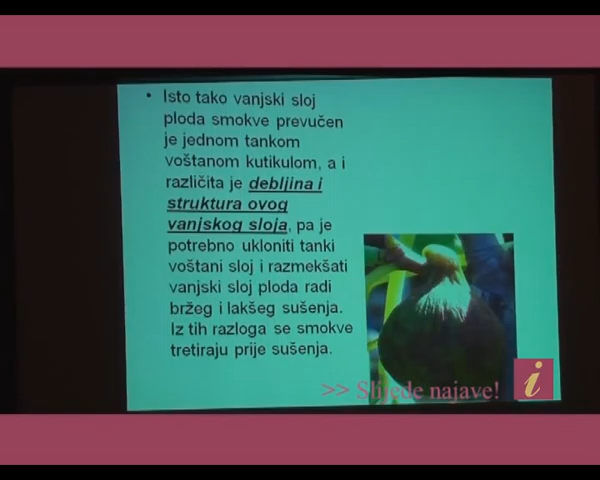 • Isto tako vanjski sloj
ploda smokve prevučen
je jednom tankom
voštanom kutikulom, a i
različita je debljina i
struktura ovog
vanjskog sloja, pa je
potrebno ukloniti tanki
voštani sloj i razmekšati
vanjski sloj ploda radi
bržeg i lakšeg sušenja.
Iz tih razloga se smokve
tretiraju prije sušenja.
>> Slijede najave!
i